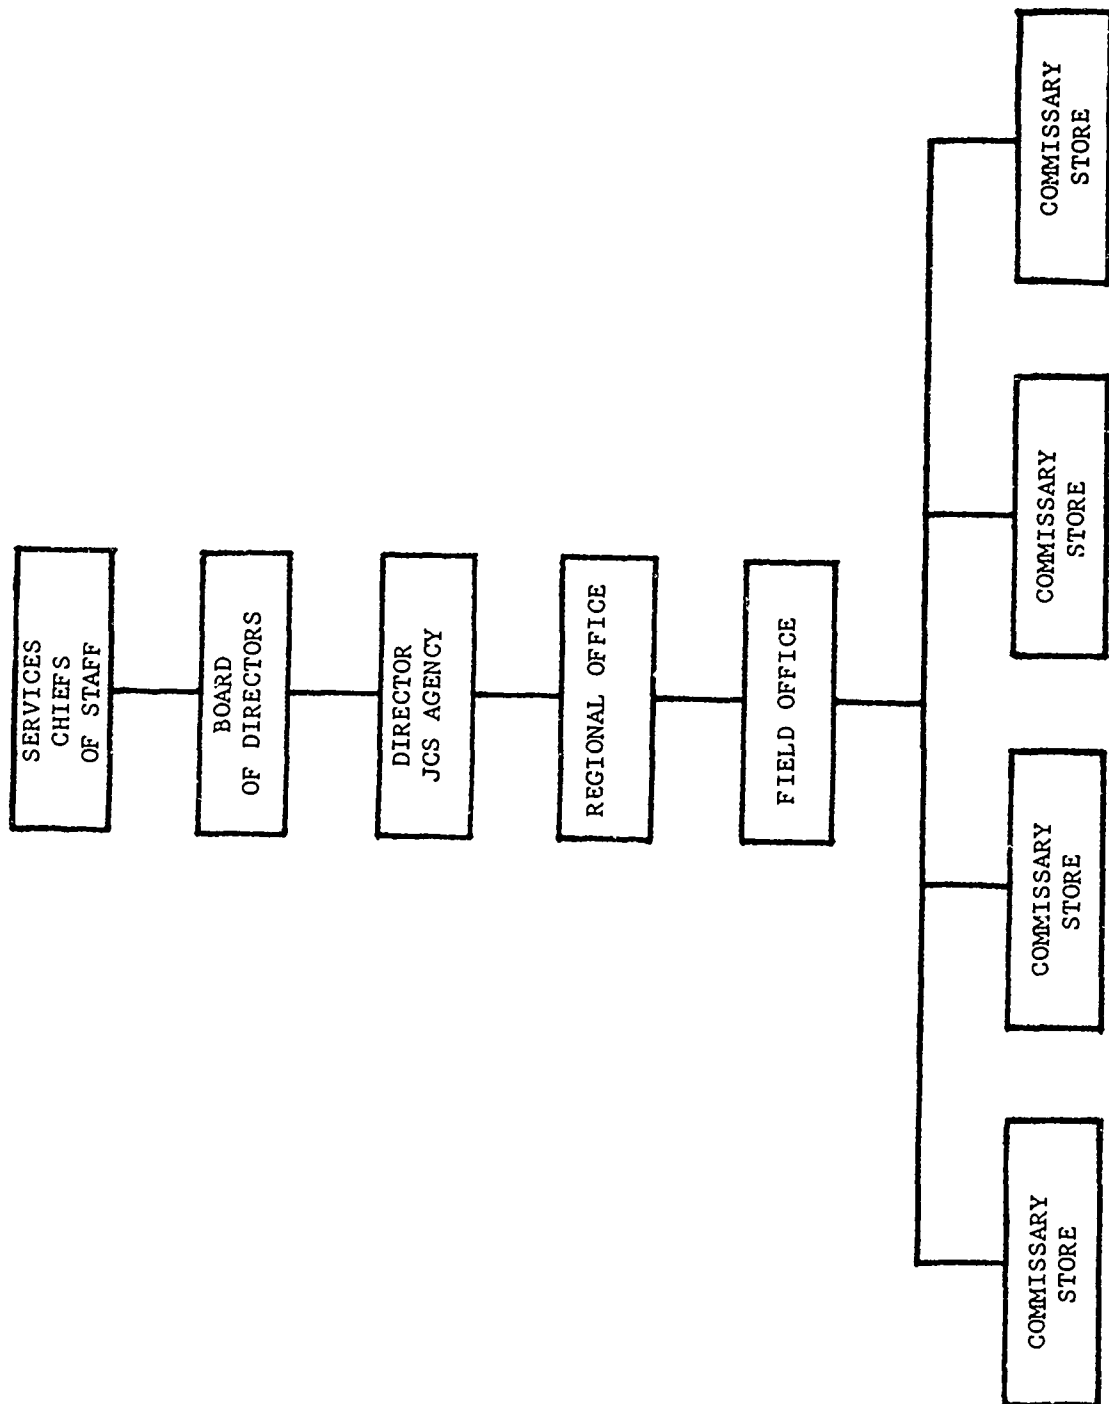 SERVICES
CHIEFS
OF STAFF
BOARD
OF DIRECTORS
DIRECTOR
JCS AGENCY
REGIONAL OFFICE
FIELD OFFICE
COMMISSARY
STORE
COMMISSARY
STORE
COMMISSARY
STORE
COMMISSARY
STORE